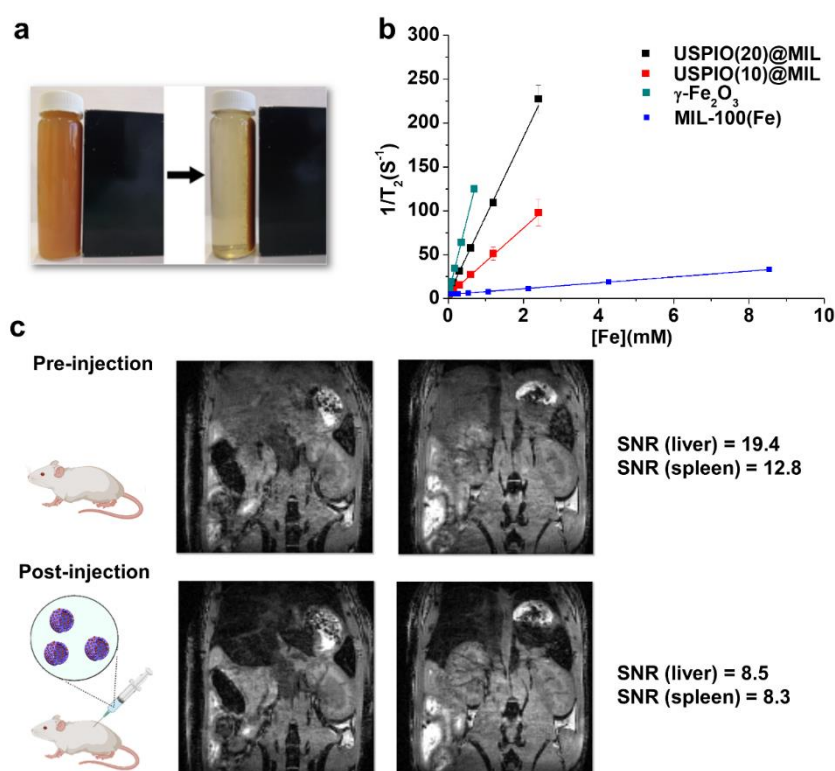 a
b
300
250
200
150
100
50
0
1/T₂(S⁻¹)
USPIO(20)@MIL
USPIO(10)@MIL
γ-Fe₂O₃
MIL-100(Fe)
0 2 4 6 8 10
[Fe](mM)
c
Pre-injection
SNR (liver) = 19.4
SNR (spleen) = 12.8
Post-injection
SNR (liver) = 8.5
SNR (spleen) = 8.3